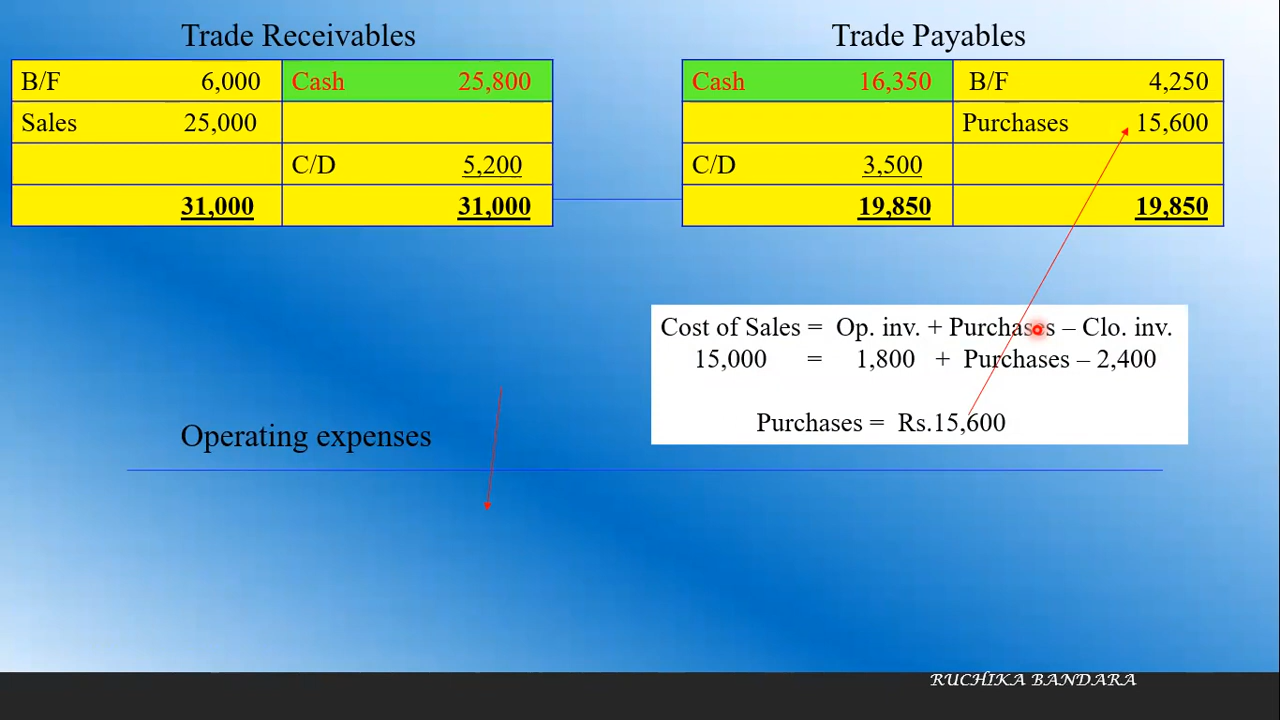 Trade Receivables
B/F 6,000 Cash 25,800
Sales 25,000
C/D 5,200
31,000 31,000
Trade Payables
Cash 16,350 B/F 4,250
Purchases 15,600
C/D 3,500
19,850 19,850
Cost of Sales = Op. inv. + Purchases – Clo. inv.
15,000 = 1,800 + Purchases – 2,400
Purchases = Rs.15,600
Operating expenses
RUCHIKA BANDARA